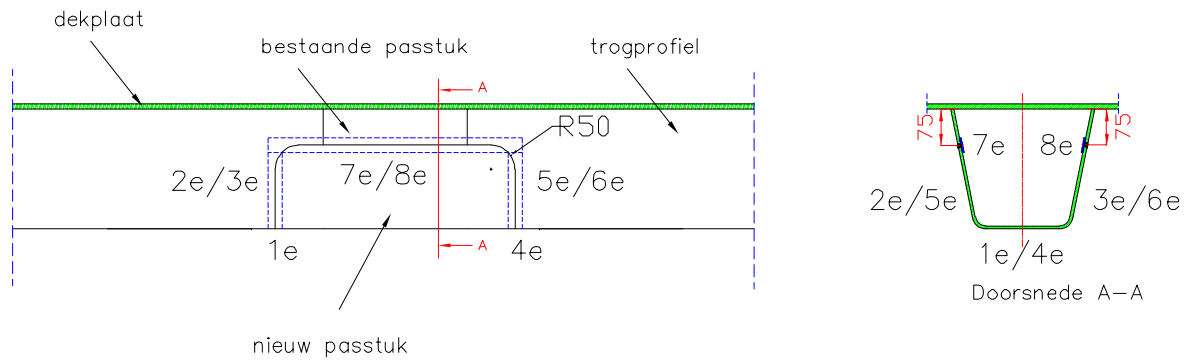 dekplaat
bestaande passtuk
trogprofiel
A
R50
2e/3e
7e/8e
5e/6e
A
1e
4e
nieuw passtuk
75
75
7e
8e
2e/5e
3e/6e
1e/4e
Doorsnede A-A